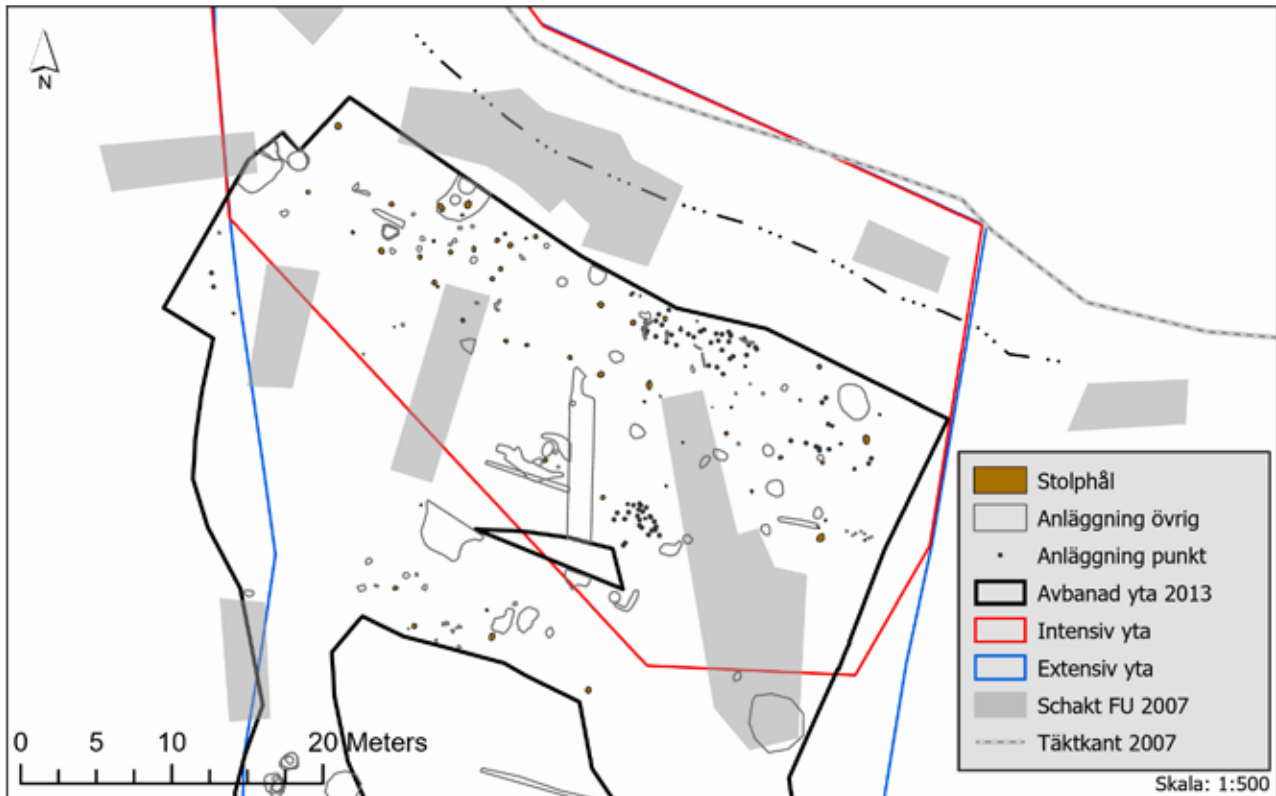 N
Stolphål
Anläggning övrig
Anläggning punkt
Avbanad yta 2013
Intensiv yta
Extensiv yta
Schakt FU 2007
Täktkant 2007
0 5 10 20 Meters
Skala: 1:500